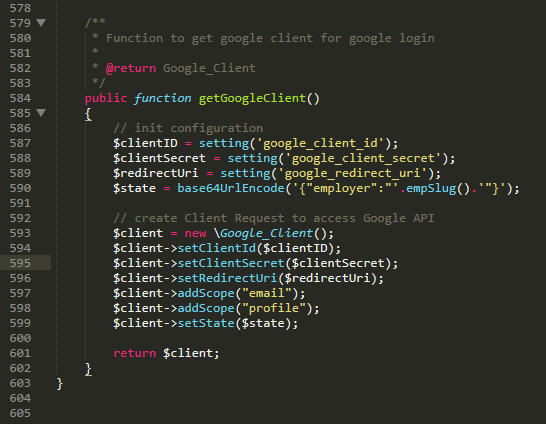 578
579 /**
580 * Function to get google client for google login
581 *
582 * @return Google_Client
583 */
584 public function getGoogleClient()
585 {
586 // init configuration
587 $clientID = setting('google_client_id');
588 $clientSecret = setting('google_client_secret');
589 $redirectUri = setting('google_redirect_uri');
590 $state = base64UrlEncode('{"employer":"'.empSlug().'"}');
591
592 // create Client Request to access Google API
593 $client = new \Google_Client();
594 $client->setClientId($clientID);
595 $client->setClientSecret($clientSecret);
596 $client->setRedirectUri($redirectUri);
597 $client->addScope("email");
598 $client->addScope("profile");
599 $client->setState($state);
600
601 return $client;
602 }
603 }
604
605